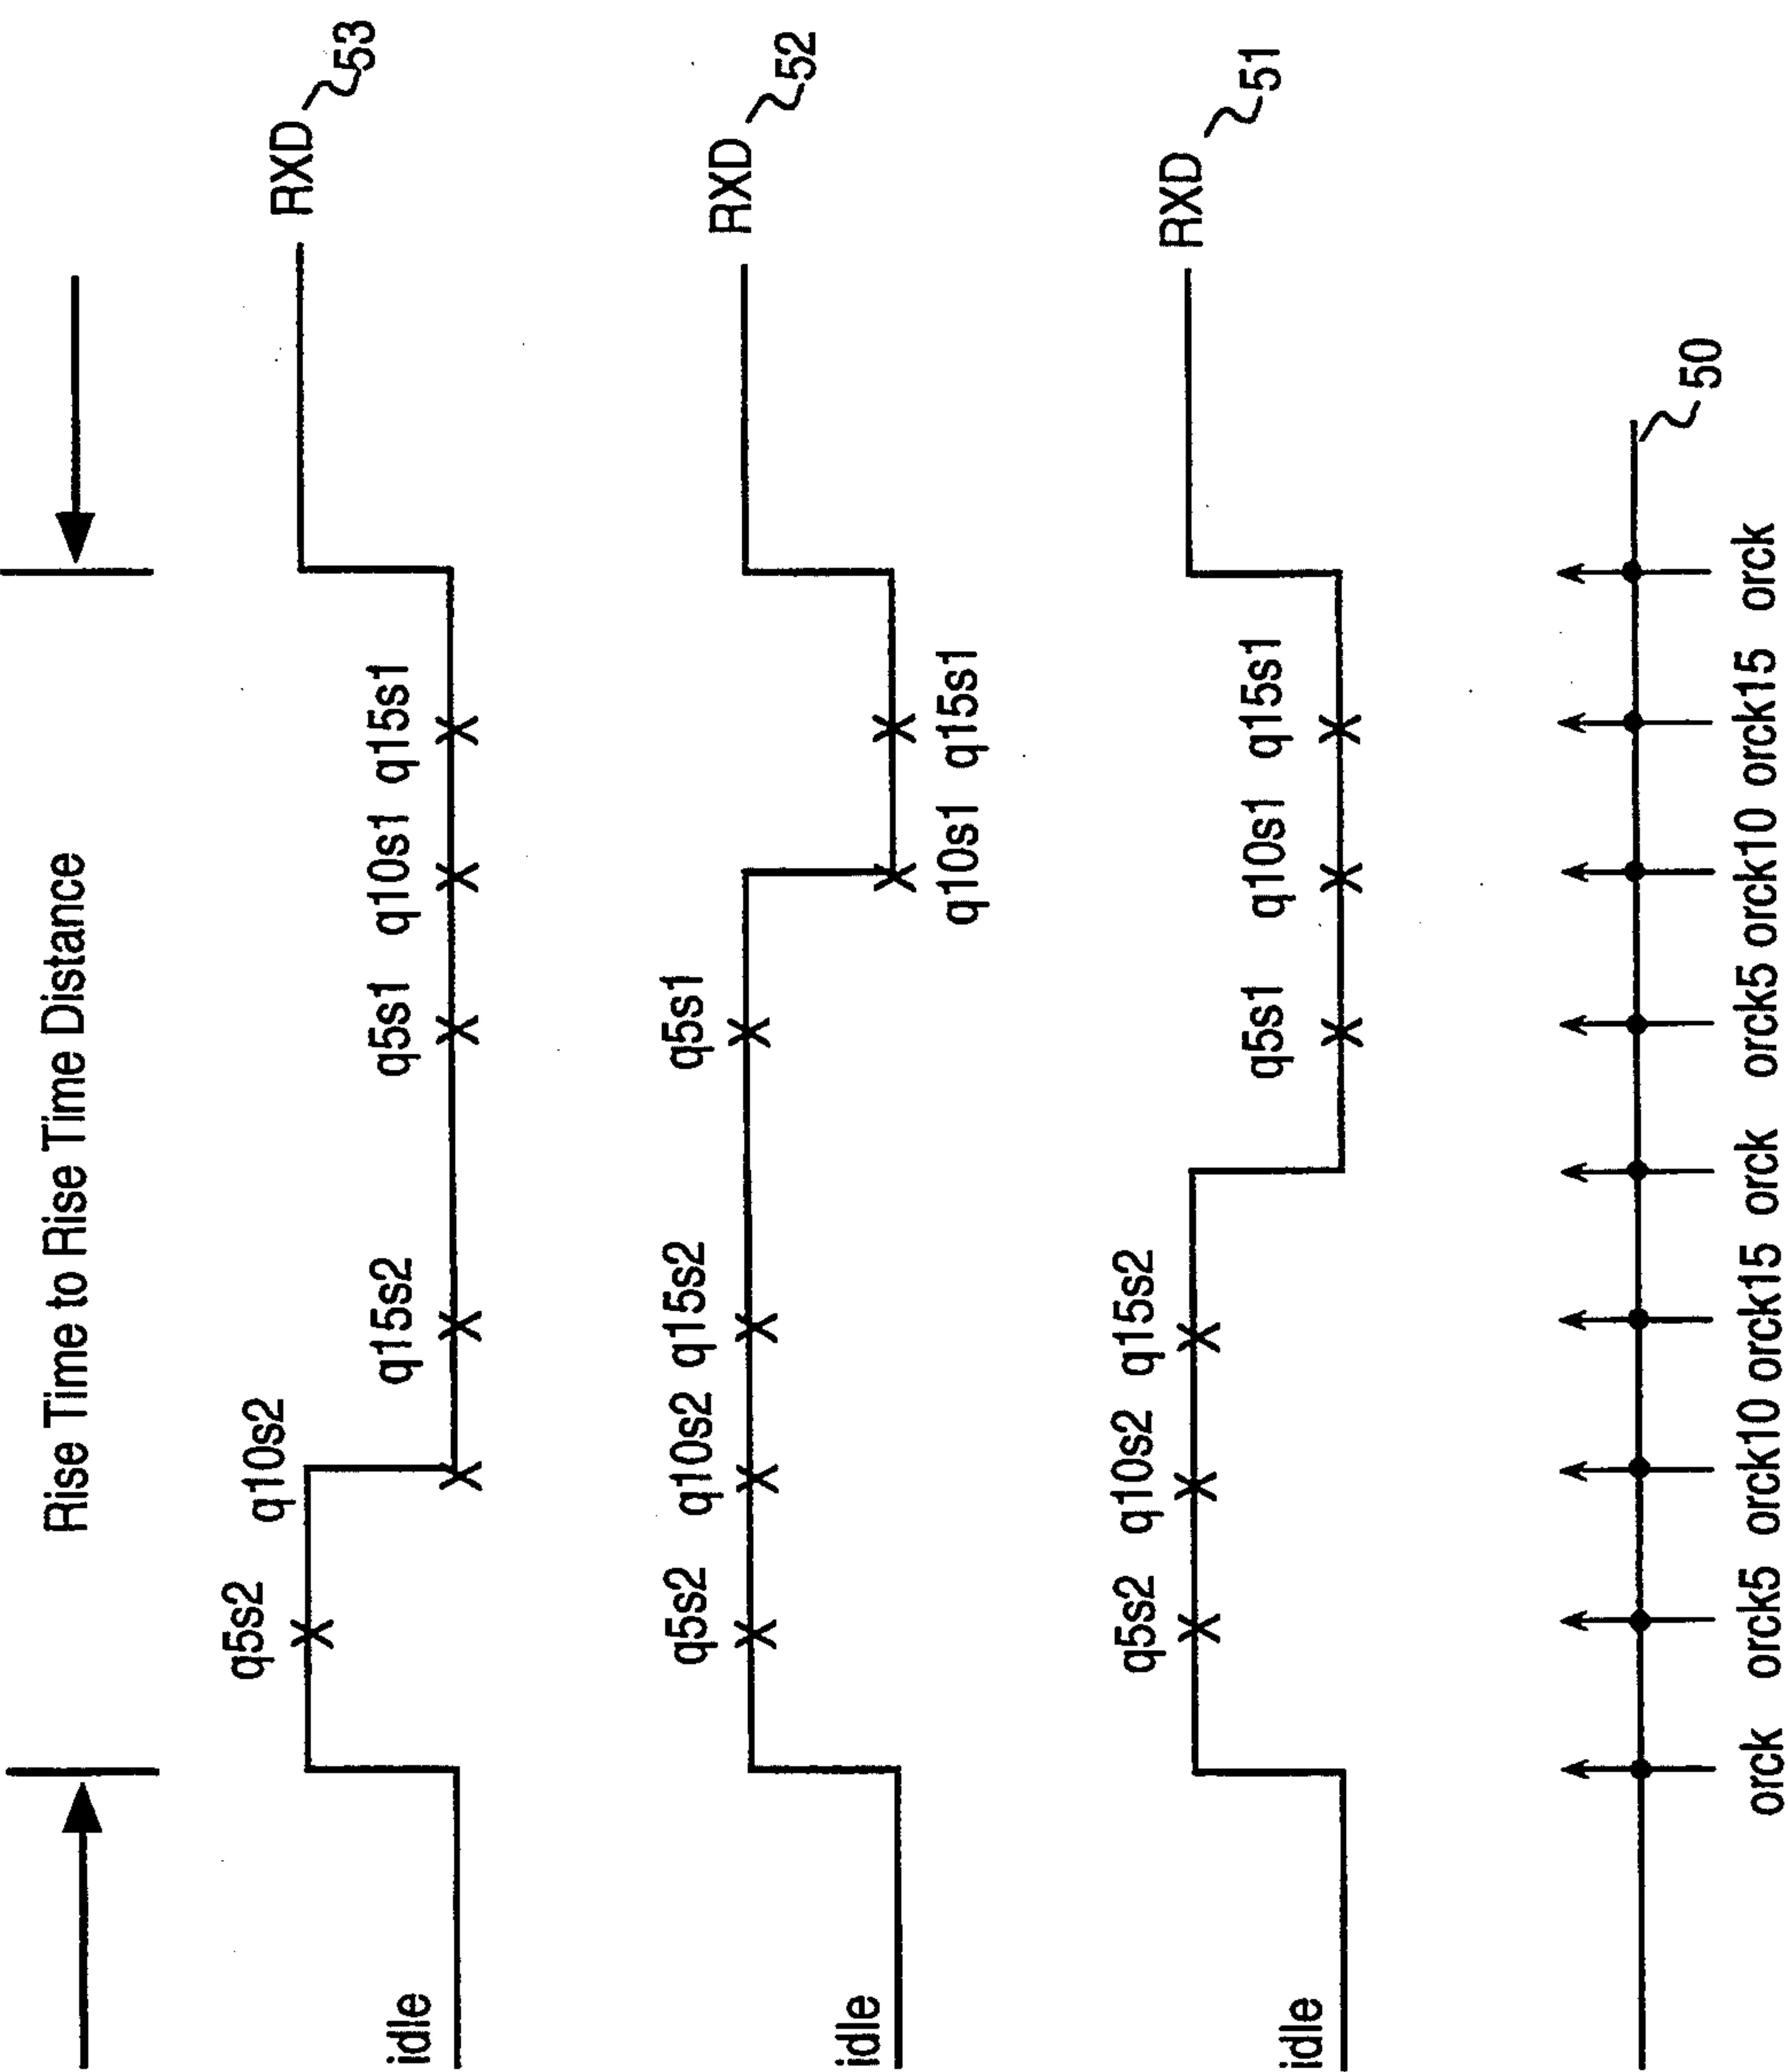 Rise Time to Rise Time Distance
q5s2 q10s2
idle q15s2 q5s1 q10s1 q15s1 RXD 53
q5s2 q10s2 q15s2 q5s1 RXD 52
idle q10s1 q15s1
q5s2 q10s2 q15s2 RXD 51
idle q5s1 q10s1 q15s1
50
orck orck5 orck10 orck15 orck orck5 orck10 orck15 orck